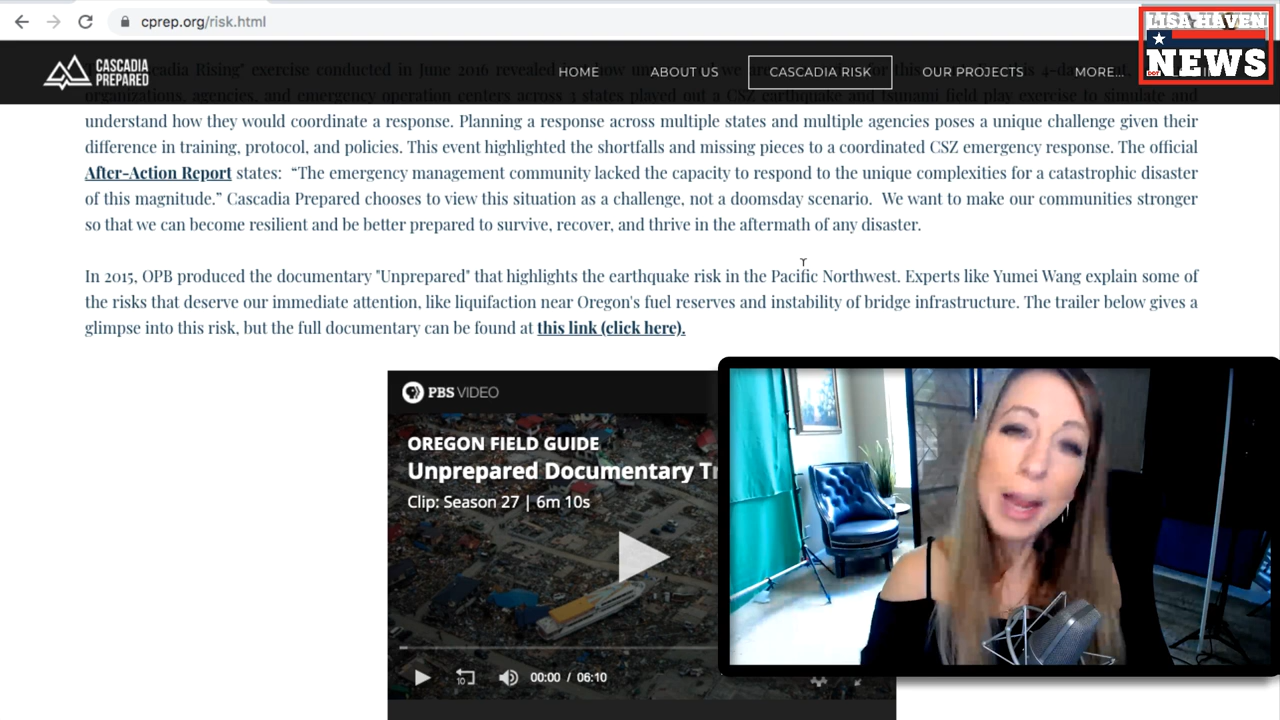 cprep.org/risk.html
LISA HAVEN
NEWS
DOT
CASCADIA
PREPARED
HOME
ABOUT US
CASCADIA RISK
OUR PROJECTS
MORE...
Rising" exercise conducted in June 2016
organizations, agencies, and emergency operation centers across 3 states played out a CSZ earthquake and tsunami field play exercise to simulate and
understand how they would coordinate a response. Planning a response across multiple states and multiple agencies poses a unique challenge given their
difference in training, protocol, and policies. This event highlighted the shortfalls and missing pieces to a coordinated CSZ emergency response. The official
After-Action Report states: “The emergency management community lacked the capacity to respond to the unique complexities for a catastrophic disaster
of this magnitude.” Cascadia Prepared chooses to view this situation as a challenge, not a doomsday scenario. We want to make our communities stronger
so that we can become resilient and be better prepared to survive, recover, and thrive in the aftermath of any disaster.
In 2015, OPB produced the documentary "Unprepared" that highlights the earthquake risk in the Pacific Northwest. Experts like Yumei Wang explain some of
the risks that deserve our immediate attention, like liquifaction near Oregon's fuel reserves and instability of bridge infrastructure. The trailer below gives a
glimpse into this risk, but the full documentary can be found at this link (click here).
PBS VIDEO
OREGON FIELD GUIDE
Unprepared Documentary
Clip: Season 27 | 6m 10s
10
00:00 / 06:10